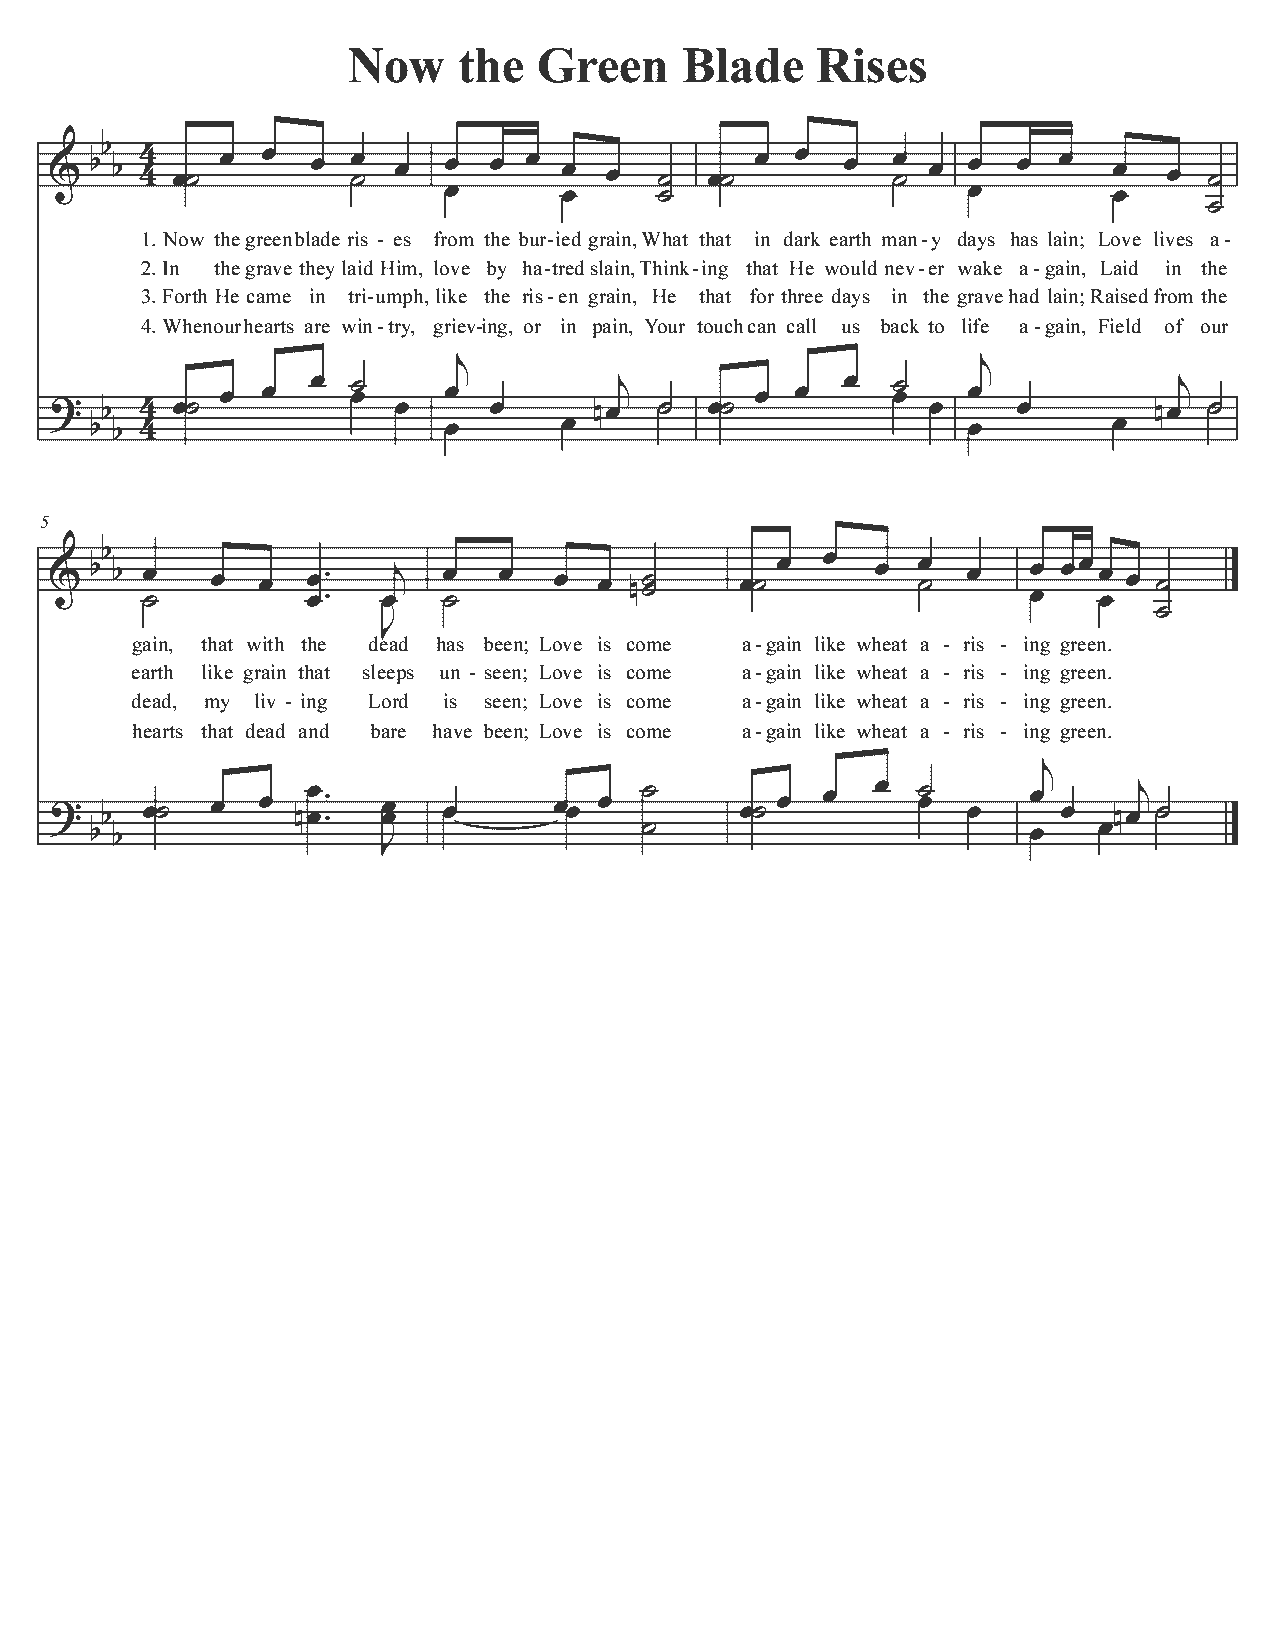 Now the Green Blade Rises
4 4
1. Now the green blade ris - es from the bur-ied grain, What that in dark earth man - y days has lain; Love lives a -
2. In the grave they laid Him, love by ha-tred slain, Think-ing that He would nev - er wake a - gain, Laid in the
3. Forth He came in tri-umph, like the ris - en grain, He that for three days in the grave had lain; Raised from the
4. When our hearts are win - try, griev-ing, or in pain, Your touch can call us back to life a - gain, Field of our
4 4
5
gain, that with the dead has been; Love is come a - gain like wheat a - ris - ing green.
earth like grain that sleeps un - seen; Love is come a - gain like wheat a - ris - ing green.
dead, my liv - ing Lord is seen; Love is come a - gain like wheat a - ris - ing green.
hearts that dead and bare have been; Love is come a - gain like wheat a - ris - ing green.